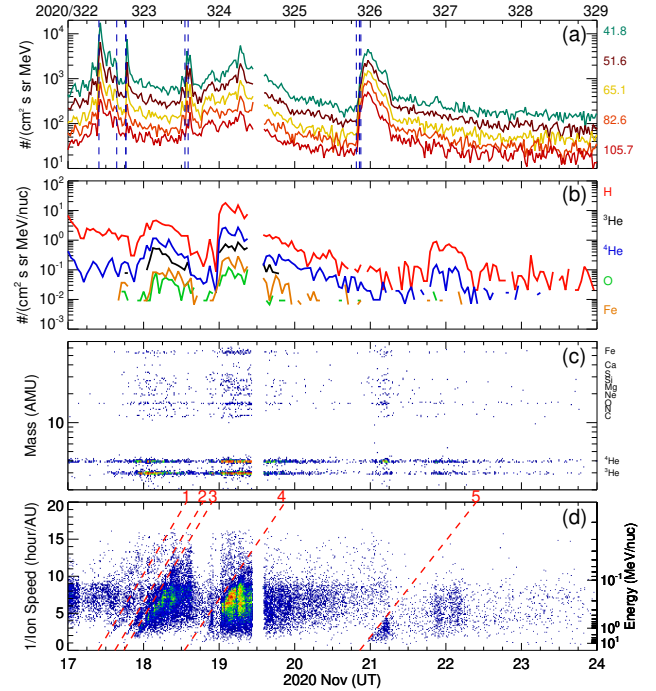 2020/322 323 324 325 326 327 328 329
(a)
10⁴
10³
10²
10¹
#/(cm² s sr MeV)
41.8
51.6
65.1
82.6
105.7
(b)
10²
10¹
10⁰
10⁻¹
10⁻²
10⁻³
#/(cm² s sr MeV/nuc)
H
³He
⁴He
O
Fe
(c)
10
Mass (AMU)
Fe
Ca
S
Si
Mg
Ne
O
N
C
⁴He
³He
1 2 3 4 5
(d)
20
15
10
5
0
1/Ion Speed (hour/AU)
10⁻¹
10⁰
10¹
Energy (MeV/nuc)
17 18 19 20 21 22 23 24
2020 Nov (UT)